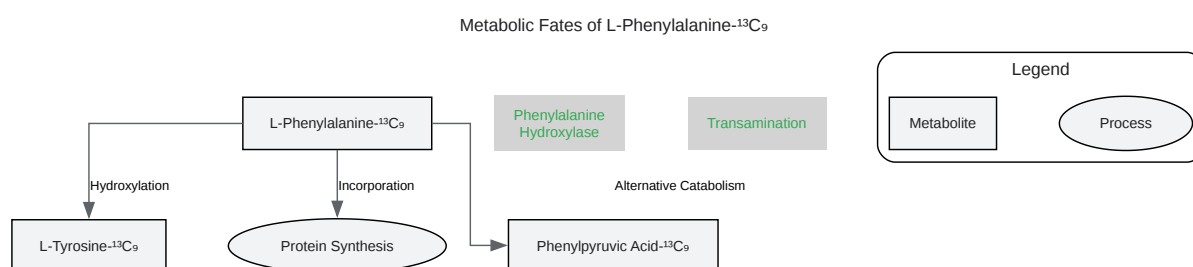 Metabolic Fates of L-Phenylalanine-¹³C₉
Legend
L-Phenylalanine-¹³C₉
Phenylalanine
Hydroxylase
Transamination
Metabolite
Process
Hydroxylation
Incorporation
Alternative Catabolism
L-Tyrosine-¹³C₉
Protein Synthesis
Phenylpyruvic Acid-¹³C₉